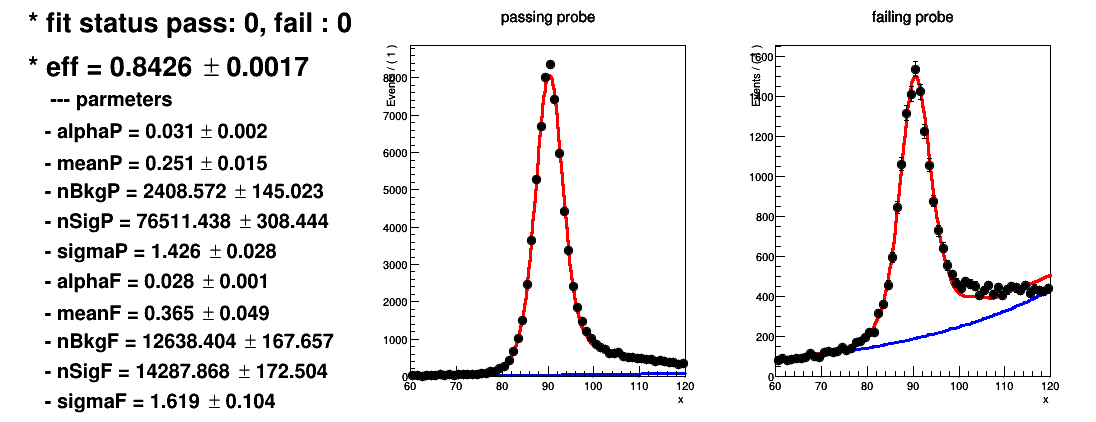 * fit status pass: 0, fail : 0
* eff = 0.8426 ± 0.0017
--- parmeters
- alphaP = 0.031 ± 0.002
- meanP = 0.251 ± 0.015
- nBkgP = 2408.572 ± 145.023
- nSigP = 76511.438 ± 308.444
- sigmaP = 1.426 ± 0.028
- alphaF = 0.028 ± 0.001
- meanF = 0.365 ± 0.049
- nBkgF = 12638.404 ± 167.657
- nSigF = 14287.868 ± 172.504
- sigmaF = 1.619 ± 0.104
passing probe
Events / ( 1 )
8000
7000
6000
5000
4000
3000
2000
1000
0
60 70 80 90 100 110 120
x
failing probe
Events / ( 1 )
1600
1400
1200
1000
800
600
400
200
0
60 70 80 90 100 110 120
x